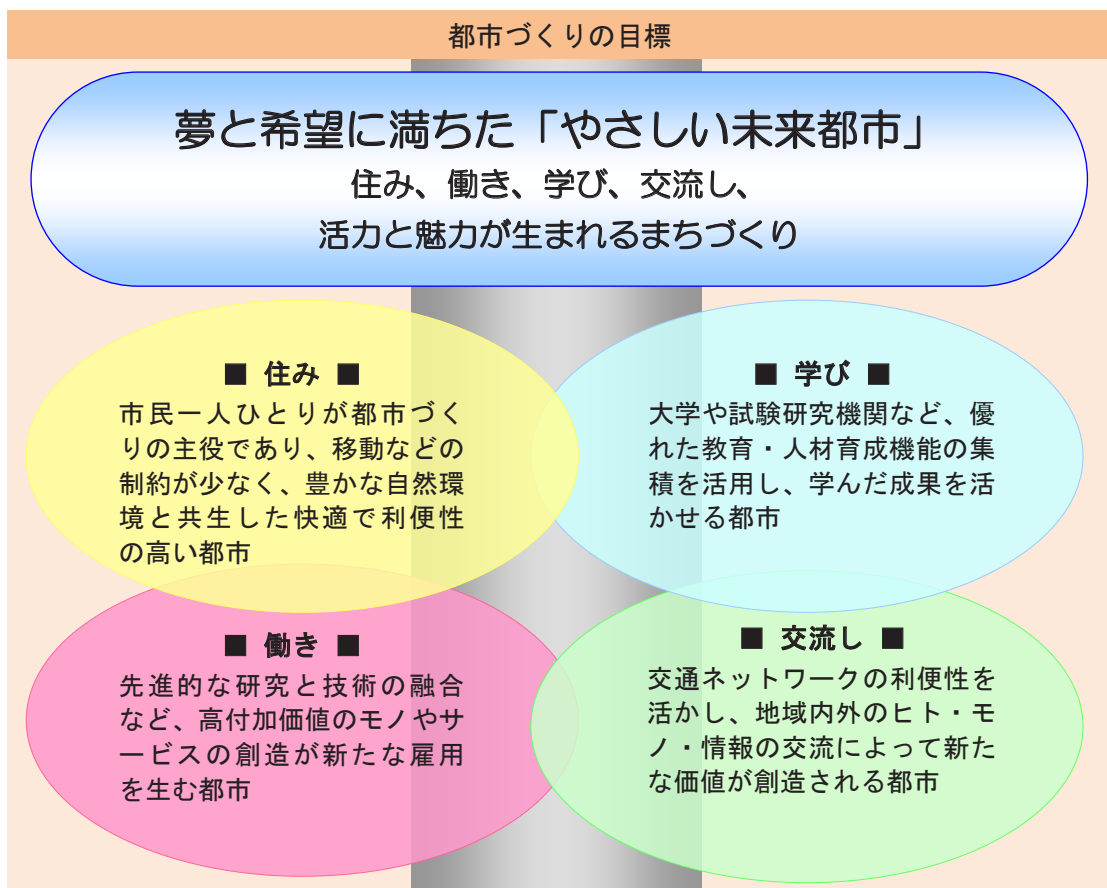 都市づくりの目標
夢と希望に満ちた「やさしい未来都市」
住み、働き、学び、交流し、
活力と魅力が生まれるまちづくり
■ 住み ■
市民一人ひとりが都市づく
りの主役であり、移動などの
制約が少なく、豊かな自然環
境と共生した快適で利便性
の高い都市
■ 学び ■
大学や試験研究機関など、優
れた教育・人材育成機能の集
積を活用し、学んだ成果を活
かせる都市
■ 働き ■
先進的な研究と技術の融合
など、高付加価値のモノやサ
ービスの創造が新たな雇用
を生む都市
■ 交流し ■
交通ネットワークの利便性を
活かし、地域内外のヒト・モ
ノ・情報の交流によって新た
な価値が創造される都市